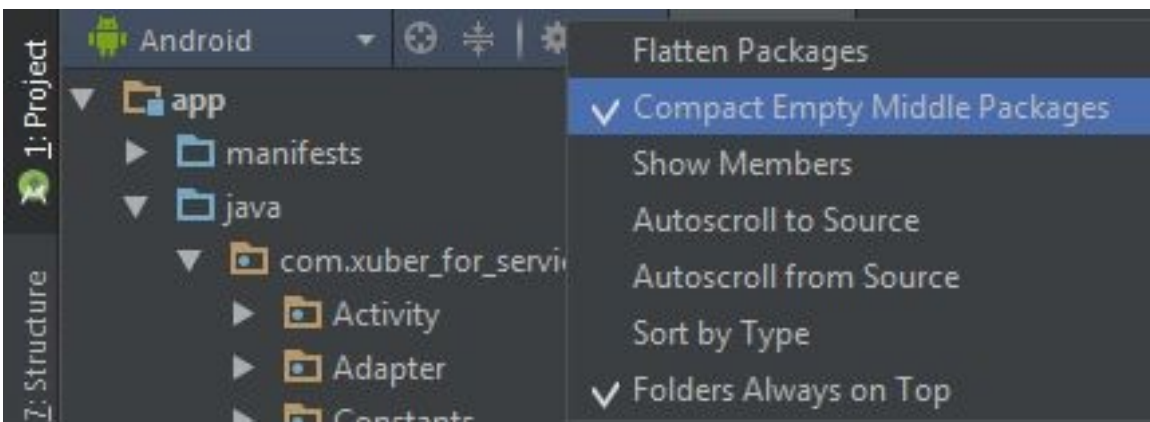 1: Project
7: Structure
Android
app
manifests
java
com.xuber_for_servi
Activity
Adapter
Constants
Flatten Packages
Compact Empty Middle Packages
Show Members
Autoscroll to Source
Autoscroll from Source
Sort by Type
Folders Always on Top